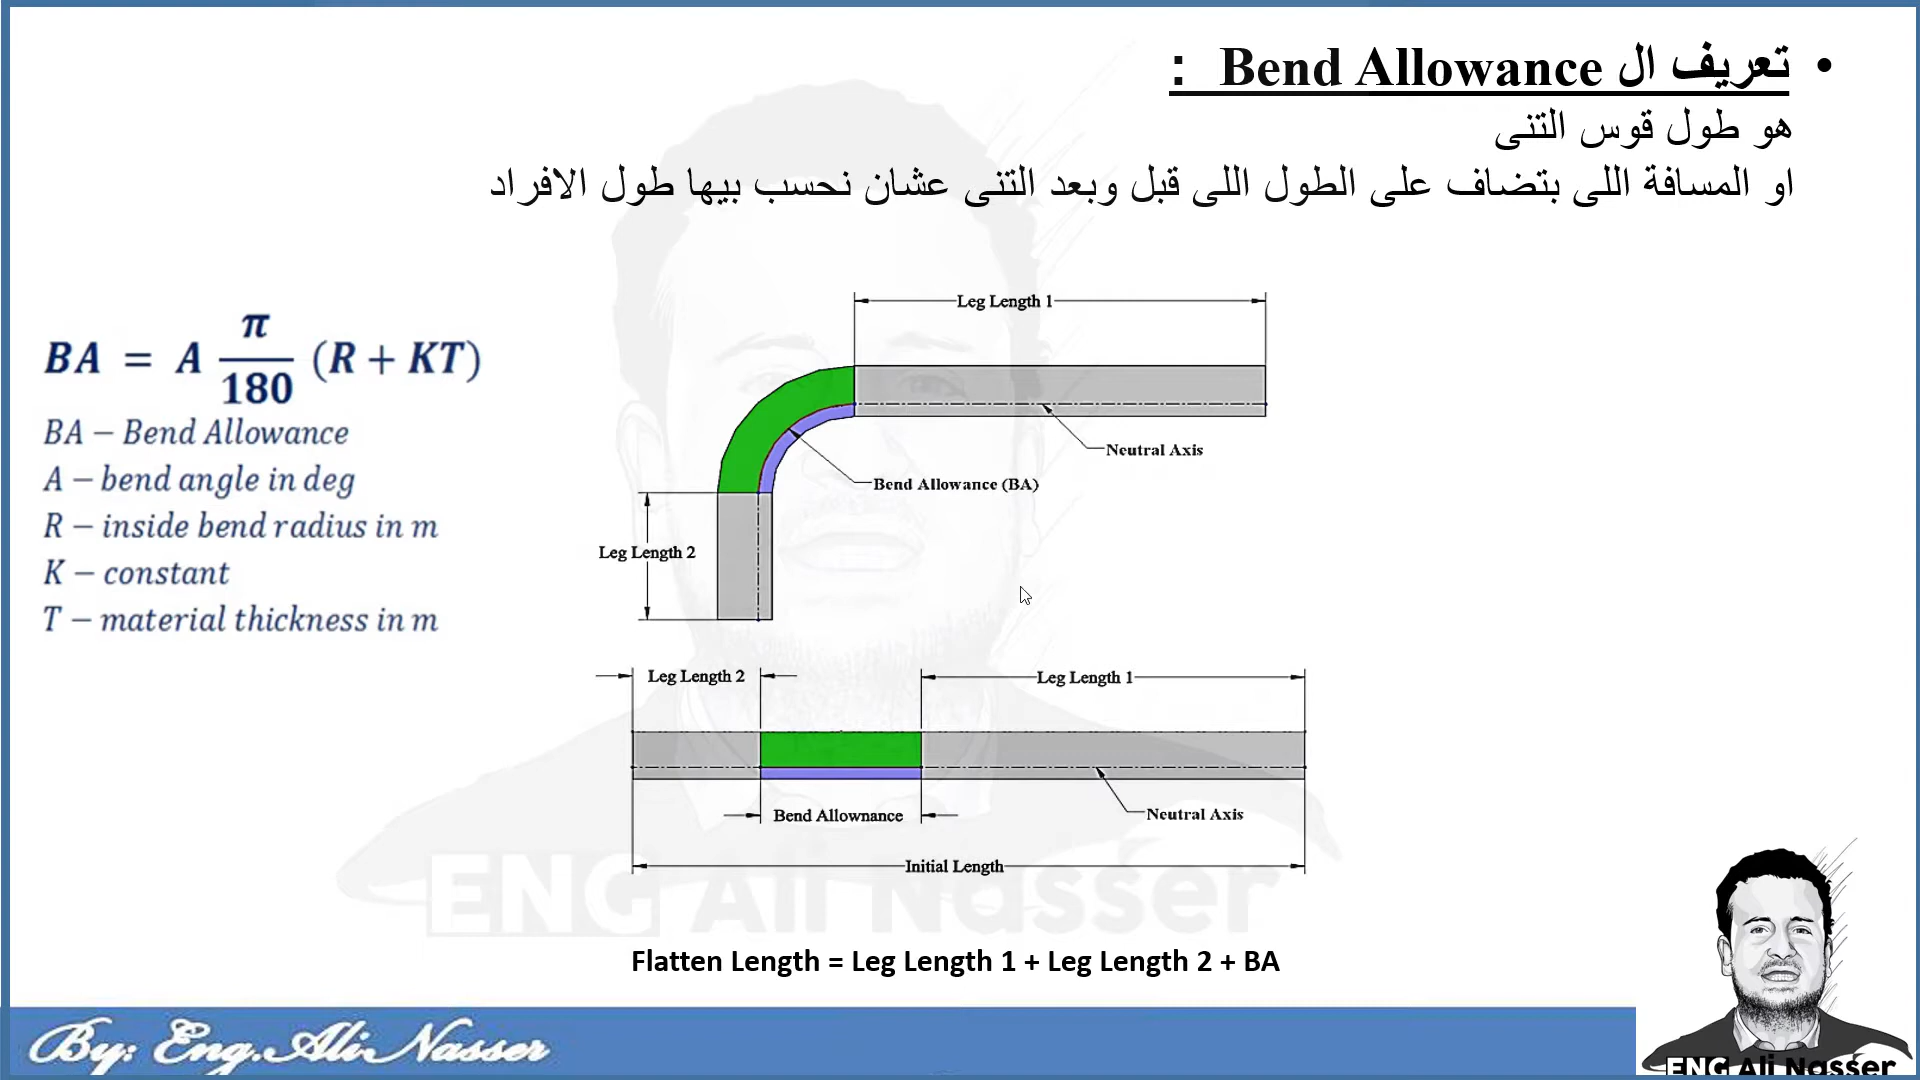 • تعريف ال Bend Allowance :
هو طول قوس التنى
او المسافة اللى بتضاف على الطول اللى قبل وبعد التنى عشان نحسب بيها طول الافراد
BA = A π/180 (R + KT)
BA – Bend Allowance
A – bend angle in deg
R – inside bend radius in m
K – constant
T – material thickness in m
Leg Length 1
Neutral Axis
Bend Allowance (BA)
Leg Length 2
Leg Length 2
Leg Length 1
Bend Allownance
Neutral Axis
Initial Length
ENG Ali Nasser
Flatten Length = Leg Length 1 + Leg Length 2 + BA
By: Eng.Ali Nasser
ENG Ali Nasser